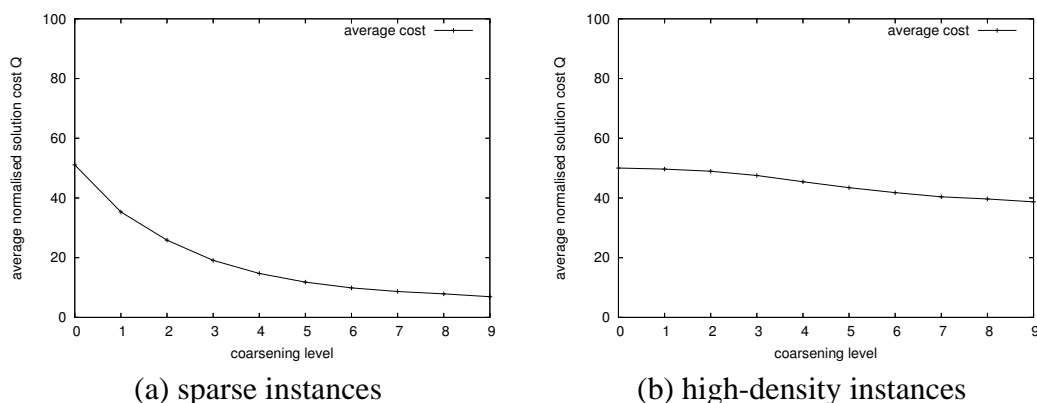 100
80
60
40
20
0
average normalised solution cost Q
average cost
0 1 2 3 4 5 6 7 8 9
coarsening level
(a) sparse instances
100
80
60
40
20
0
average normalised solution cost Q
average cost
0 1 2 3 4 5 6 7 8 9
coarsening level
(b) high-density instances